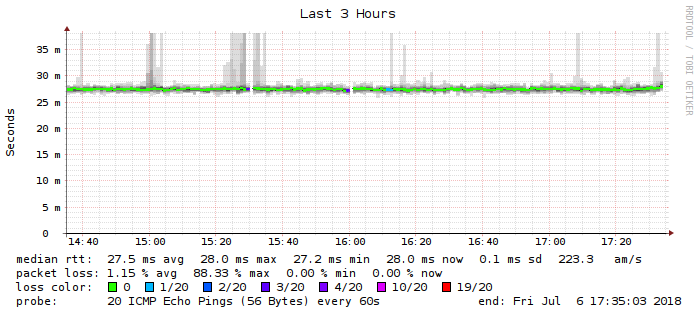 Last 3 Hours
RRDTOOL / TOBI OETIKER
Seconds
35 m
30 m
25 m
20 m
15 m
10 m
5 m
0
14:40 15:00 15:20 15:40 16:00 16:20 16:40 17:00 17:20
median rtt: 27.5 ms avg 28.0 ms max 27.2 ms min 28.0 ms now 0.1 ms sd 223.3 am/s
packet loss: 1.15 % avg 88.33 % max 0.00 % min 0.00 % now
loss color: 0 1/20 2/20 3/20 4/20 10/20 19/20
probe: 20 ICMP Echo Pings (56 Bytes) every 60s end: Fri Jul 6 17:35:03 2018